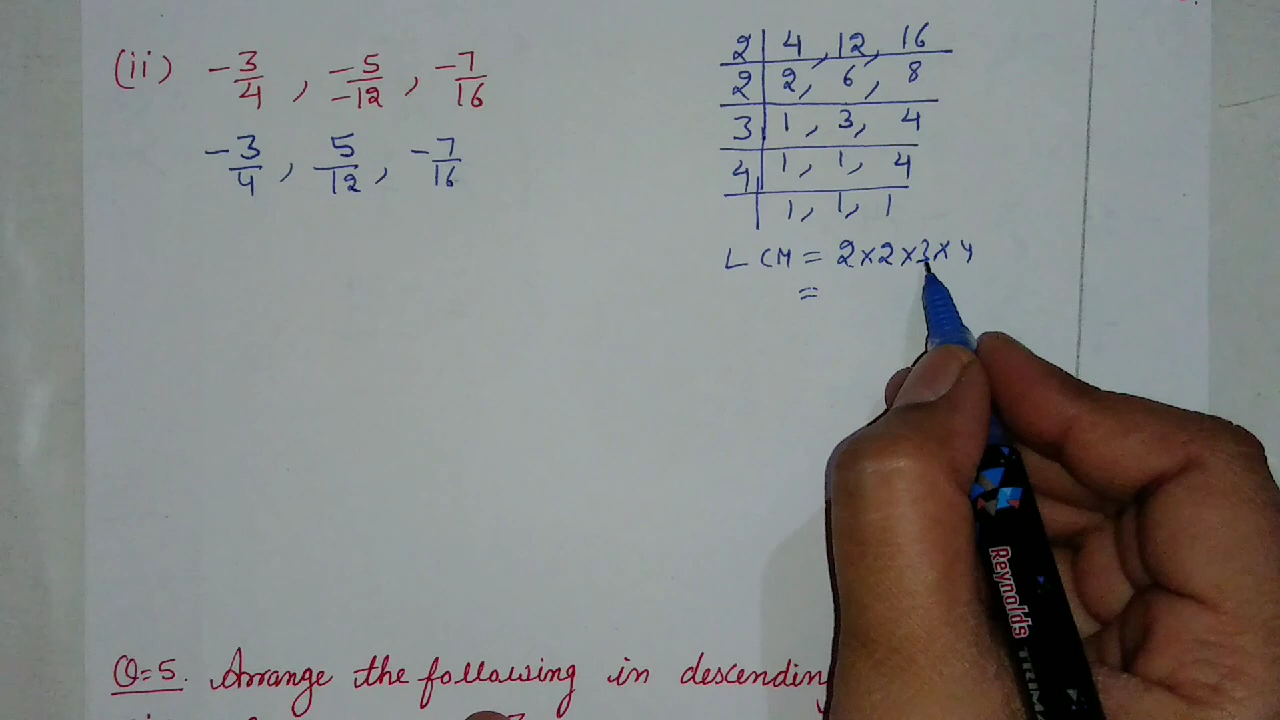 (ii) -3/4 , -5/-12 , -7/16
-3/4 , 5/12 , -7/16
2 | 4 , 12 , 16
2 | 2 , 6 , 8
3 | 1 , 3 , 4
4 | 1 , 1 , 4
| 1 , 1 , 1
LCM = 2×2×3×4
=
Reynolds TRIMA
Q=5. Arrange the following in descendin